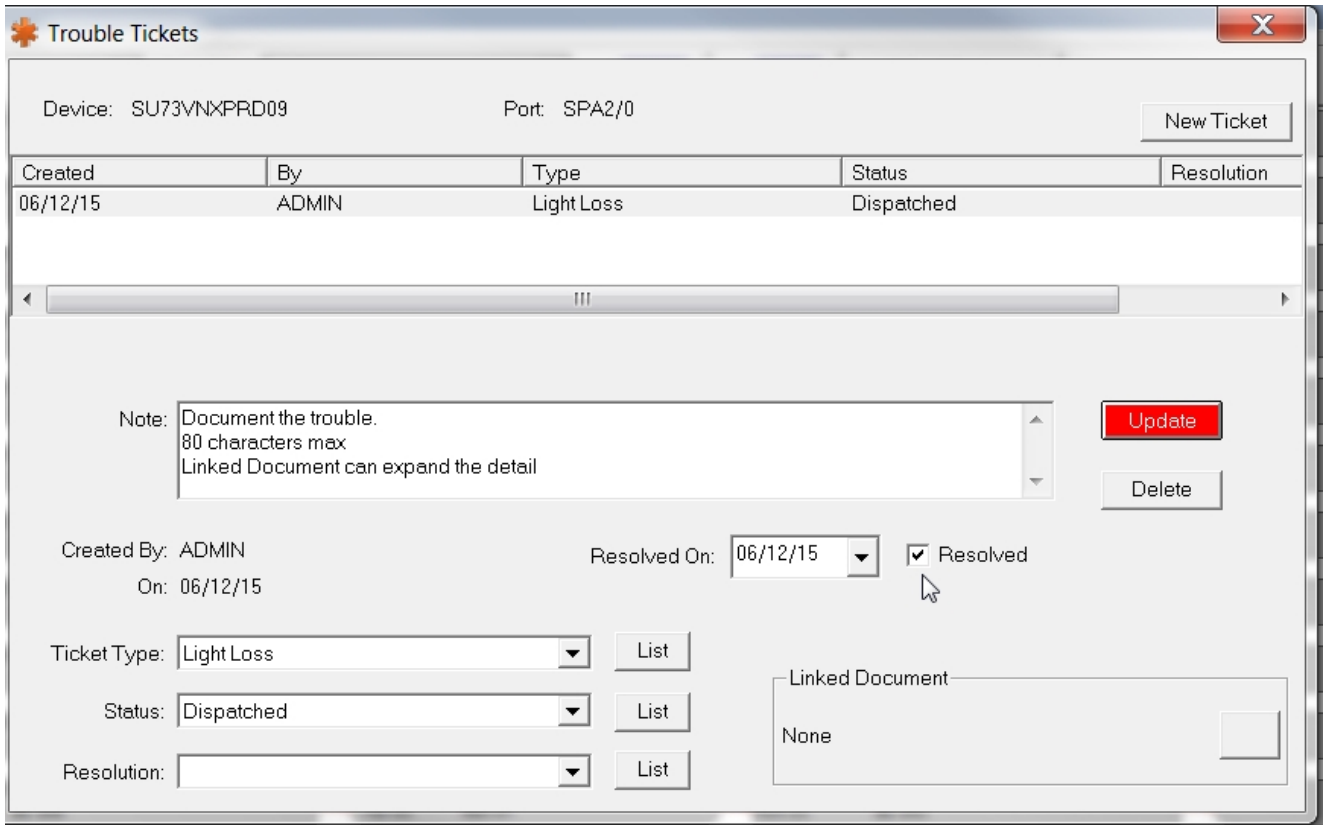 Trouble Tickets
Device: SU73VNXPRD09 Port: SPA2/0
New Ticket
Created By Type Status Resolution
06/12/15 ADMIN Light Loss Dispatched
Note: Document the trouble.
80 characters max
Linked Document can expand the detail
Update
Delete
Created By: ADMIN
On: 06/12/15
Resolved On: 06/12/15 Resolved
Ticket Type: Light Loss List
Status: Dispatched List
Resolution: List
Linked Document
None